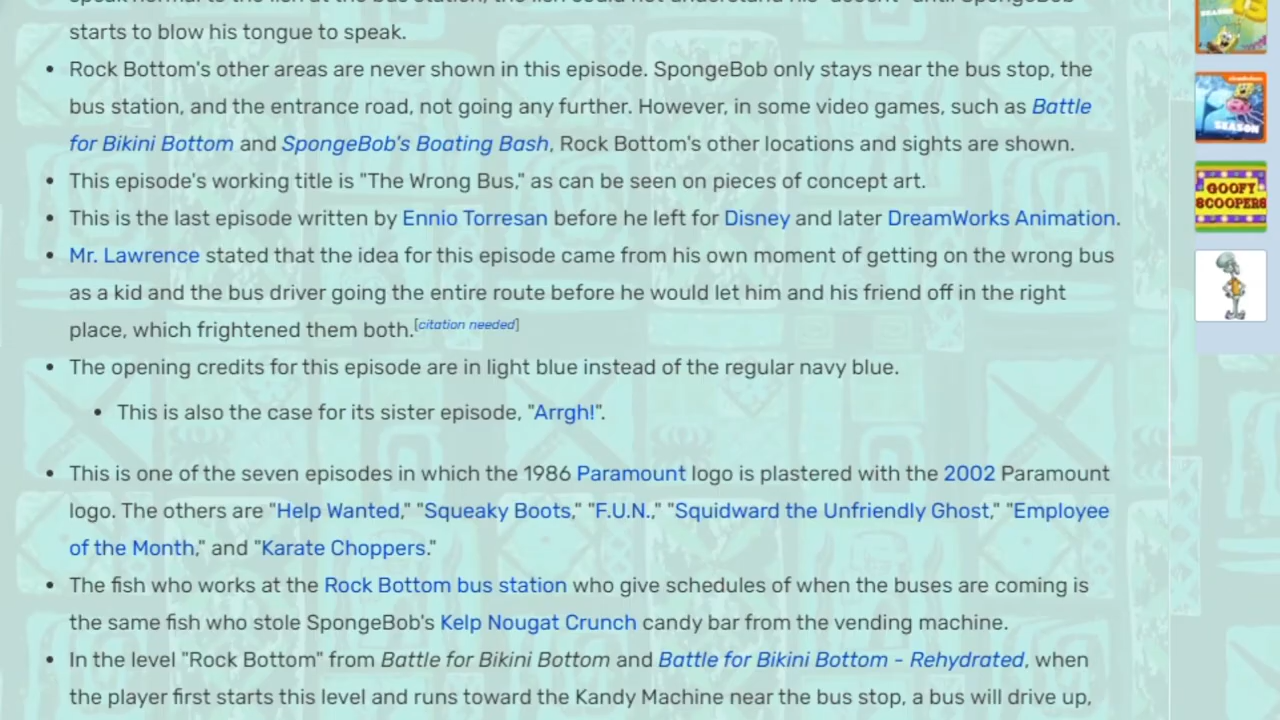 starts to blow his tongue to speak.
• Rock Bottom's other areas are never shown in this episode. SpongeBob only stays near the bus stop, the
bus station, and the entrance road, not going any further. However, in some video games, such as Battle
for Bikini Bottom and SpongeBob's Boating Bash, Rock Bottom's other locations and sights are shown.
• This episode's working title is "The Wrong Bus," as can be seen on pieces of concept art.
• This is the last episode written by Ennio Torresan before he left for Disney and later DreamWorks Animation.
• Mr. Lawrence stated that the idea for this episode came from his own moment of getting on the wrong bus
as a kid and the bus driver going the entire route before he would let him and his friend off in the right
place, which frightened them both.[citation needed]
• The opening credits for this episode are in light blue instead of the regular navy blue.
• This is also the case for its sister episode, "Arrgh!".
• This is one of the seven episodes in which the 1986 Paramount logo is plastered with the 2002 Paramount
logo. The others are "Help Wanted," "Squeaky Boots," "F.U.N.," "Squidward the Unfriendly Ghost," "Employee
of the Month," and "Karate Choppers."
• The fish who works at the Rock Bottom bus station who give schedules of when the buses are coming is
the same fish who stole SpongeBob's Kelp Nougat Crunch candy bar from the vending machine.
• In the level "Rock Bottom" from Battle for Bikini Bottom and Battle for Bikini Bottom - Rehydrated, when
the player first starts this level and runs toward the Kandy Machine near the bus stop, a bus will drive up,
SEASON
GOOFY
SCOOPERS